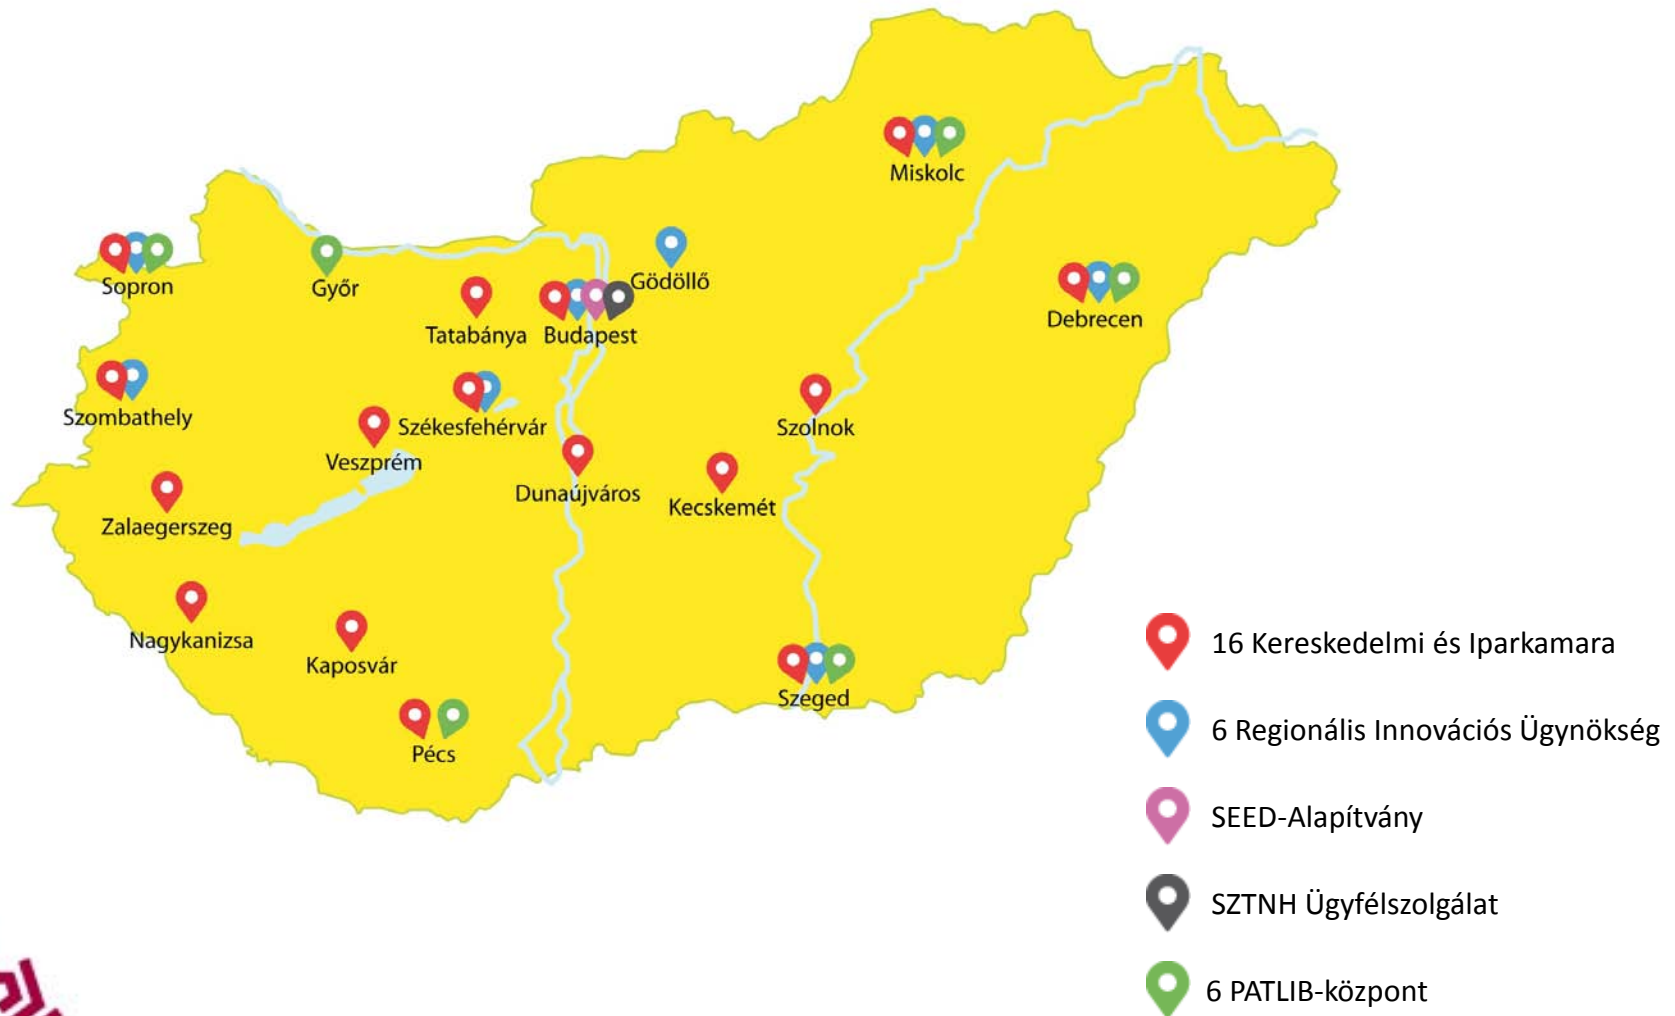 Miskolc
Sopron
Győr
Gödöllő
Tatabánya
Budapest
Debrecen
Szombathely
Székesfehérvár
Szolnok
Veszprém
Dunaújváros
Kecskemét
Zalaegerszeg
Nagykanizsa
Kaposvár
Szeged
Pécs
16 Kereskedelmi és Iparkamara
6 Regionális Innovációs Ügynökség
SEED-Alapítvány
SZTNH Ügyfélszolgálat
6 PATLIB-központ